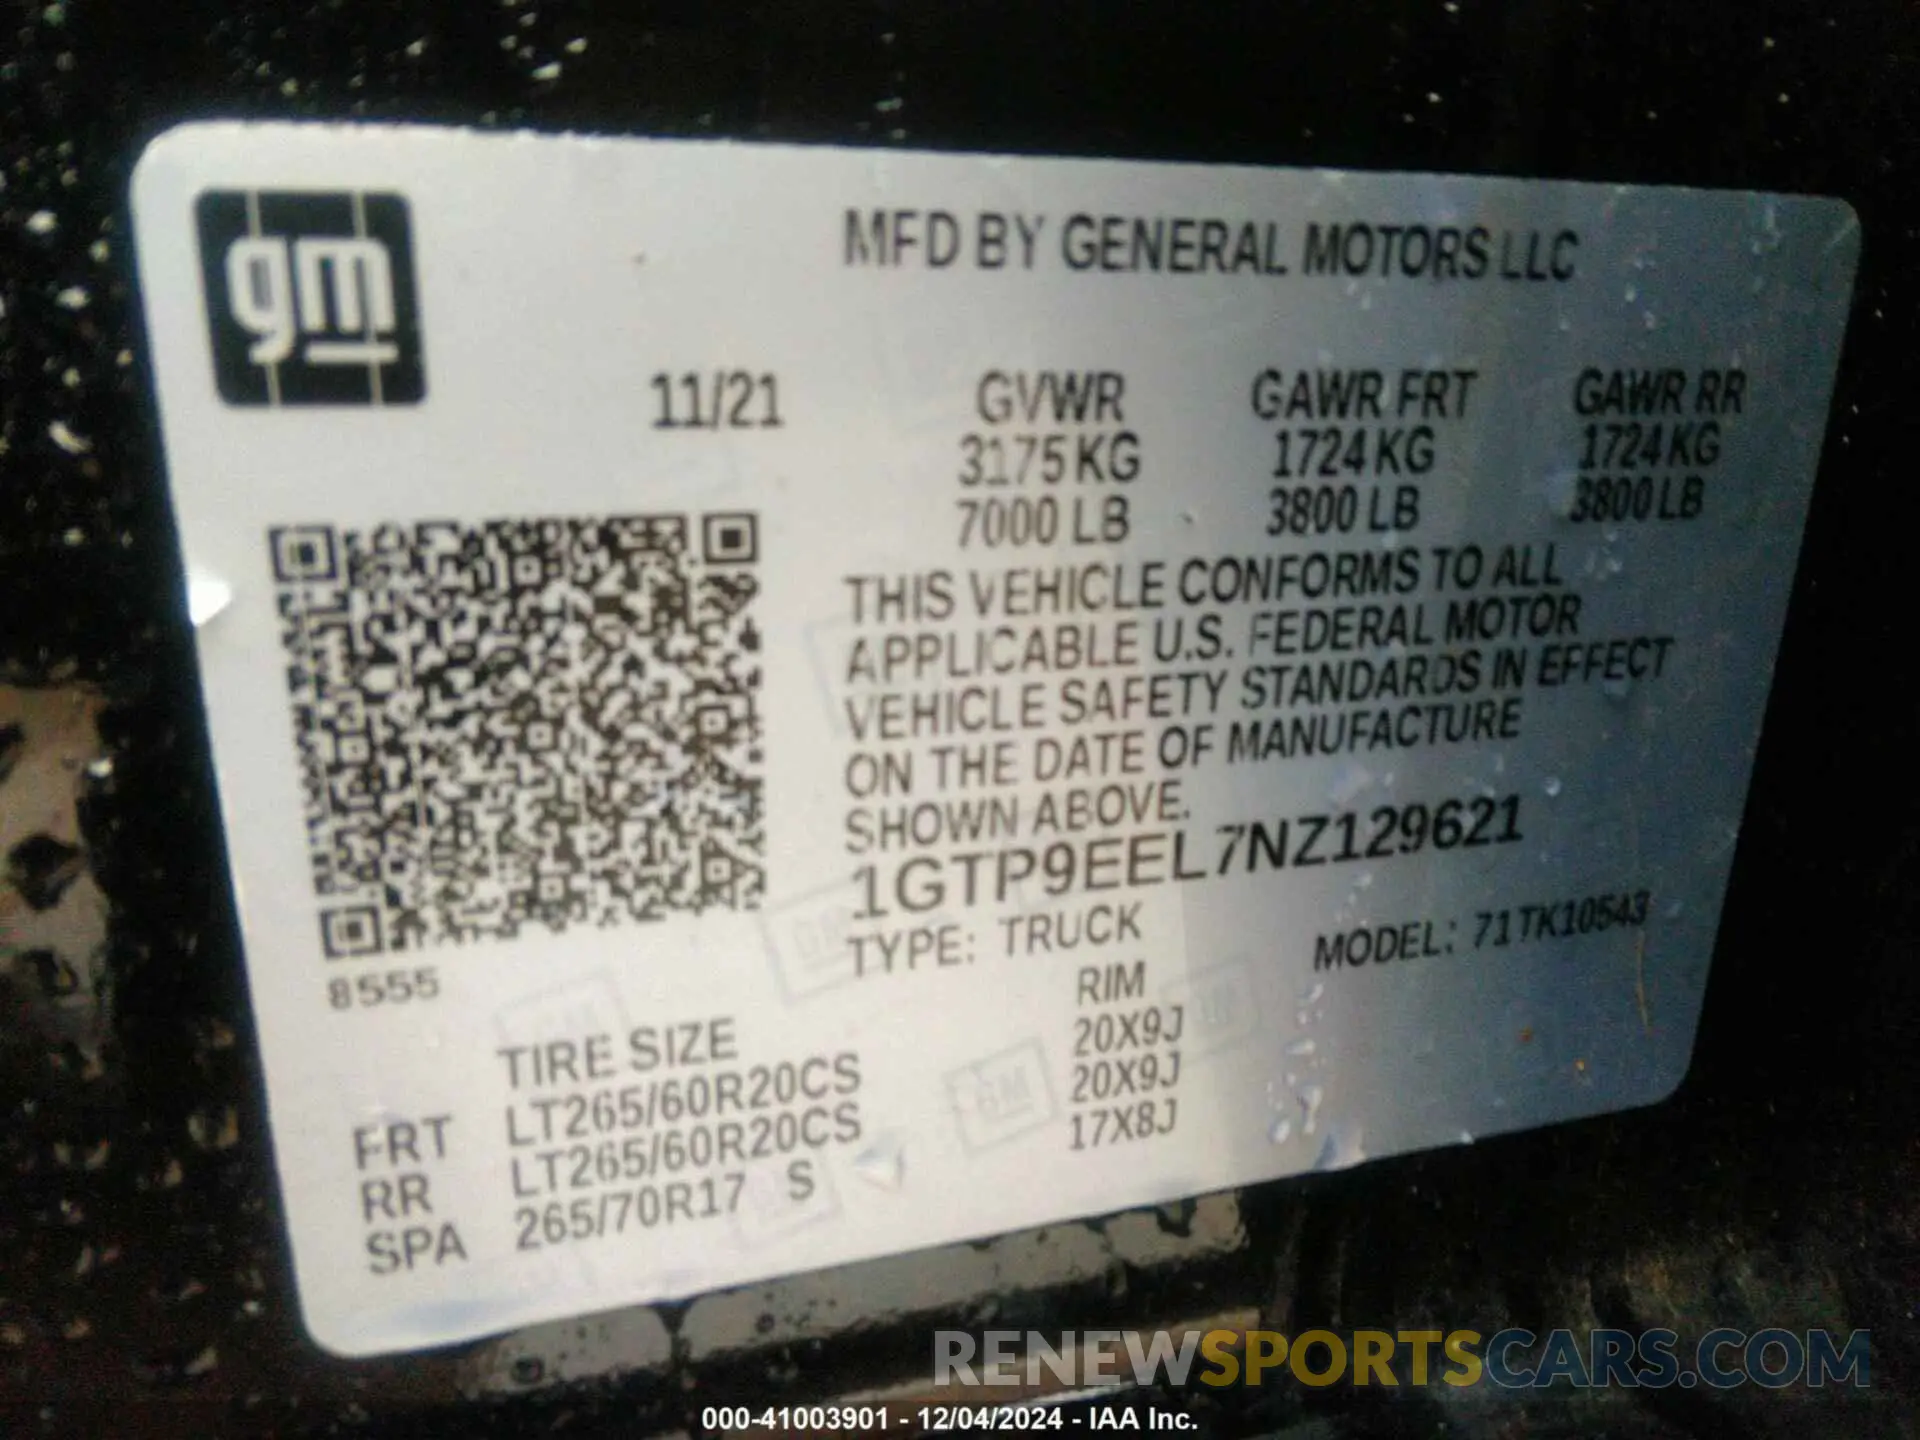 gm
MFD BY GENERAL MOTORS LLC
11/21 GVWR GAWR FRT GAWR RR
3175 KG 1724 KG 1724 KG
7000 LB 3800 LB 3800 LB
THIS VEHICLE CONFORMS TO ALL
APPLICABLE U.S. FEDERAL MOTOR
VEHICLE SAFETY STANDARDS IN EFFECT
ON THE DATE OF MANUFACTURE
SHOWN ABOVE.
1GTP9EEL7NZ129621
TYPE: TRUCK MODEL: 71TK10543
8555
TIRE SIZE RIM
FRT LT265/60R20CS 20X9J
RR LT265/60R20CS 20X9J
SPA 265/70R17 S 17X8J
RENEWSPORTSCARS.COM
000-41003901 - 12/04/2024 - IAA Inc.